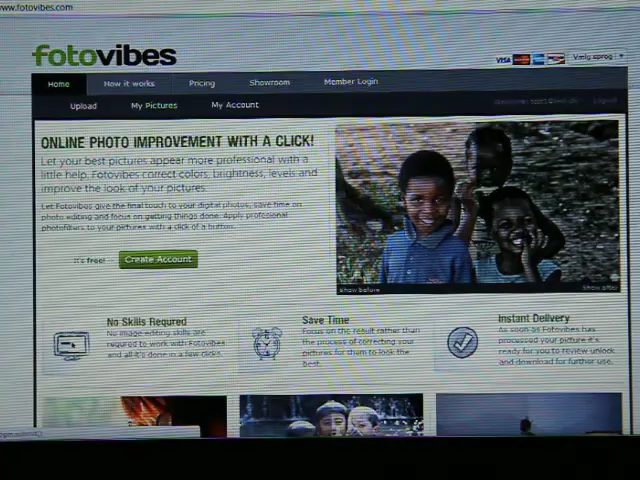 www.fotovibes.com
fotovibes
VISA
Home How it works Pricing Showroom Member Login
Upload My Pictures My Account Logout
ONLINE PHOTO IMPROVEMENT WITH A CLICK!
Let your best pictures appear more professional with a
little help. Fotovibes correct colors, brightness, levels and
improve the look of your pictures.
Let Fotovibes give the final touch to your digital photos, save time on
photo editing and focus on getting things done. Apply profesional
photofilters to your pictures with a click of a button.
It's free! Create Account
Show before Show after
No Skills Requred
No image editing skills are
requred to work with Fotovibes
and all it's done in a few clicks.
Save Time
Focus on the result rather than
the process of correcting your
pictures for them to look the
best.
Instant Delivery
As soon as Fotovibes has
processed your picture it's
ready for you to review unlock
and download for further use.